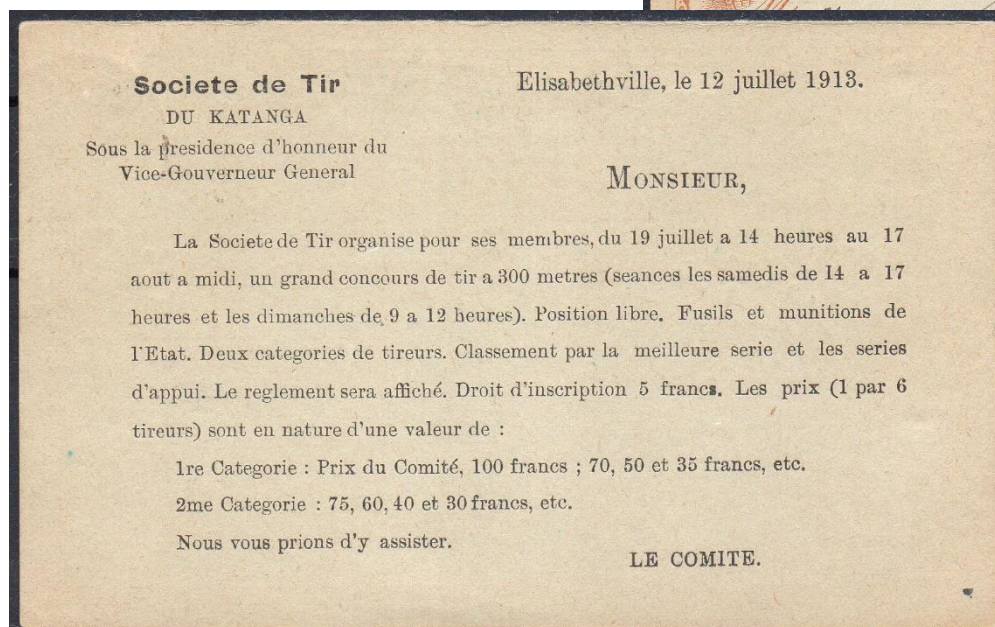 Societe de Tir
DU KATANGA
Sous la presidence d'honneur du
Vice-Gouverneur General
Elisabethville, le 12 juillet 1913.
MONSIEUR,
La Societe de Tir organise pour ses membres, du 19 juillet a 14 heures au 17
aout a midi, un grand concours de tir a 300 metres (seances les samedis de I4 a 17
heures et les dimanches de 9 a 12 heures). Position libre. Fusils et munitions de
l'Etat. Deux categories de tireurs. Classement par la meilleure serie et les series
d'appui. Le reglement sera affiché. Droit d'inscription 5 francs. Les prix (1 par 6
tireurs) sont en nature d'une valeur de :
1re Categorie : Prix du Comité, 100 francs ; 70, 50 et 35 francs, etc.
2me Categorie : 75, 60, 40 et 30 francs, etc.
Nous vous prions d'y assister.
LE COMITE.